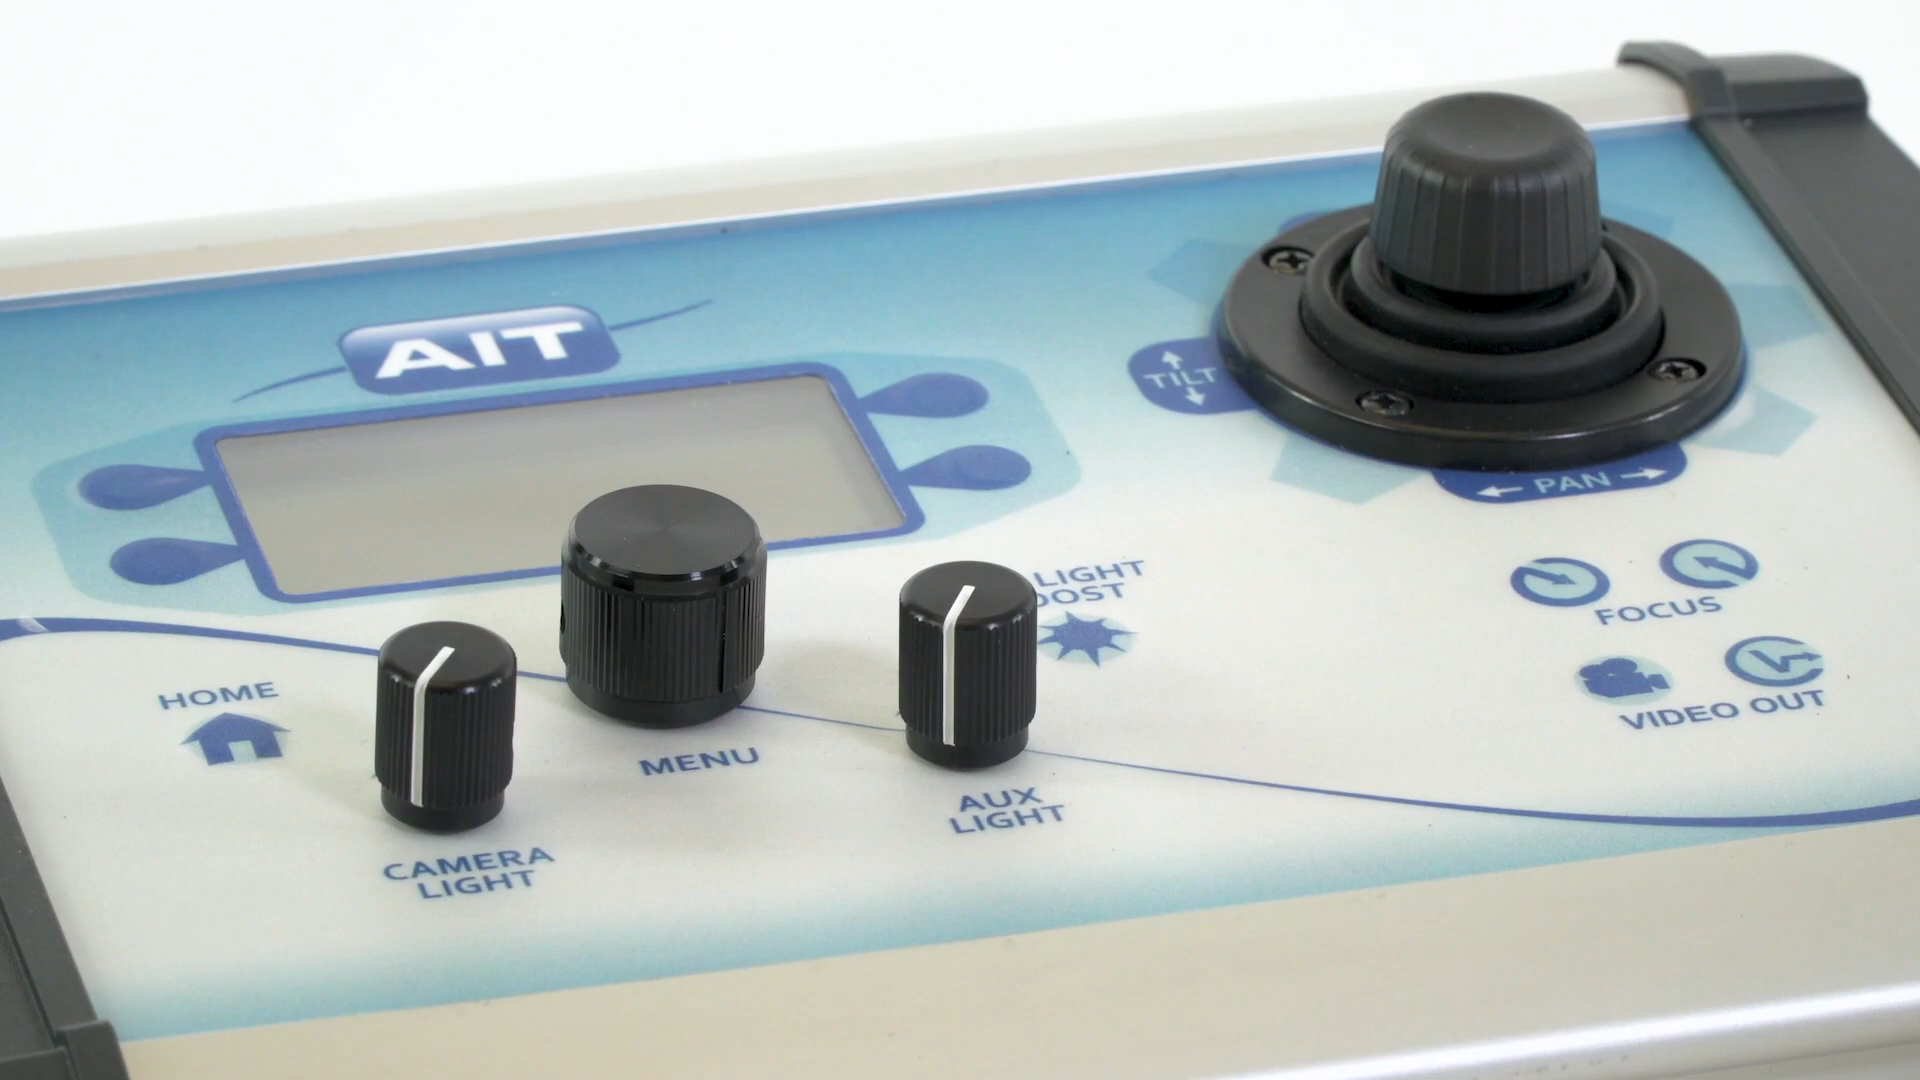 AIT
TILT
PAN
LIGHT
FOCUS
HOME
VIDEO OUT
MENU
AUX
LIGHT
CAMERA
LIGHT